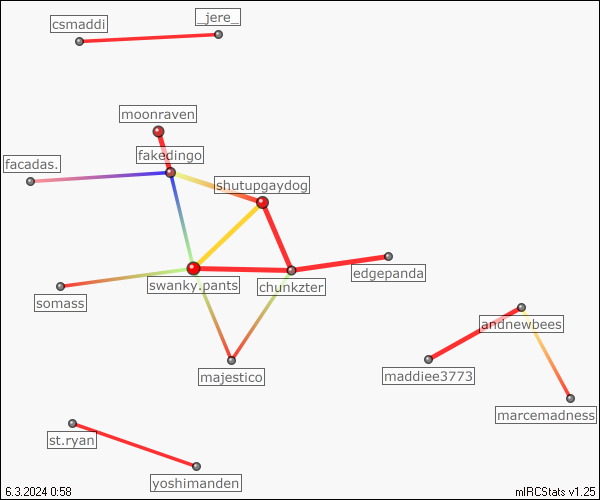 _jere_
csmaddi
moonraven
fakedingo
facadas.
shutupgaydog
edgepanda
swanky.pants
chunkzter
somass
andnewbees
majestico
maddiee3773
marcemadness
st.ryan
yoshimanden
6.3.2024 0:58
mIRCStats v1.25